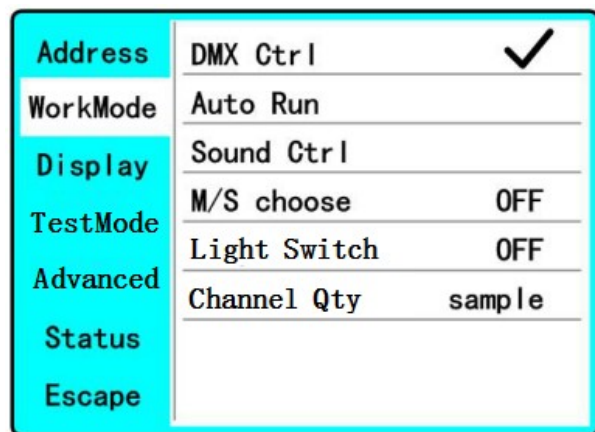 Address
WorkMode
Display
TestMode
Advanced
Status
Escape
DMX Ctrl
Auto Run
Sound Ctrl
M/S choose OFF
Light Switch OFF
Channel Qty sample